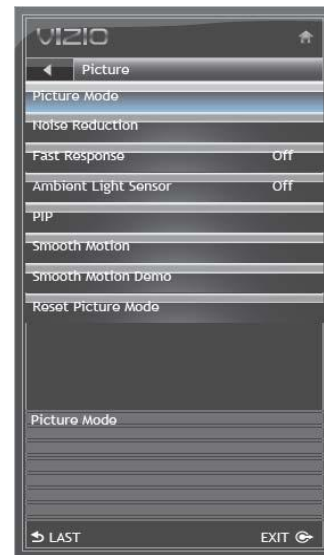 VIZIO
Picture
Picture Mode
Noise Reduction
Fast Response Off
Ambient Light Sensor Off
PIP
Smooth Motion
Smooth Motion Demo
Reset Picture Mode
Picture Mode
LAST EXIT